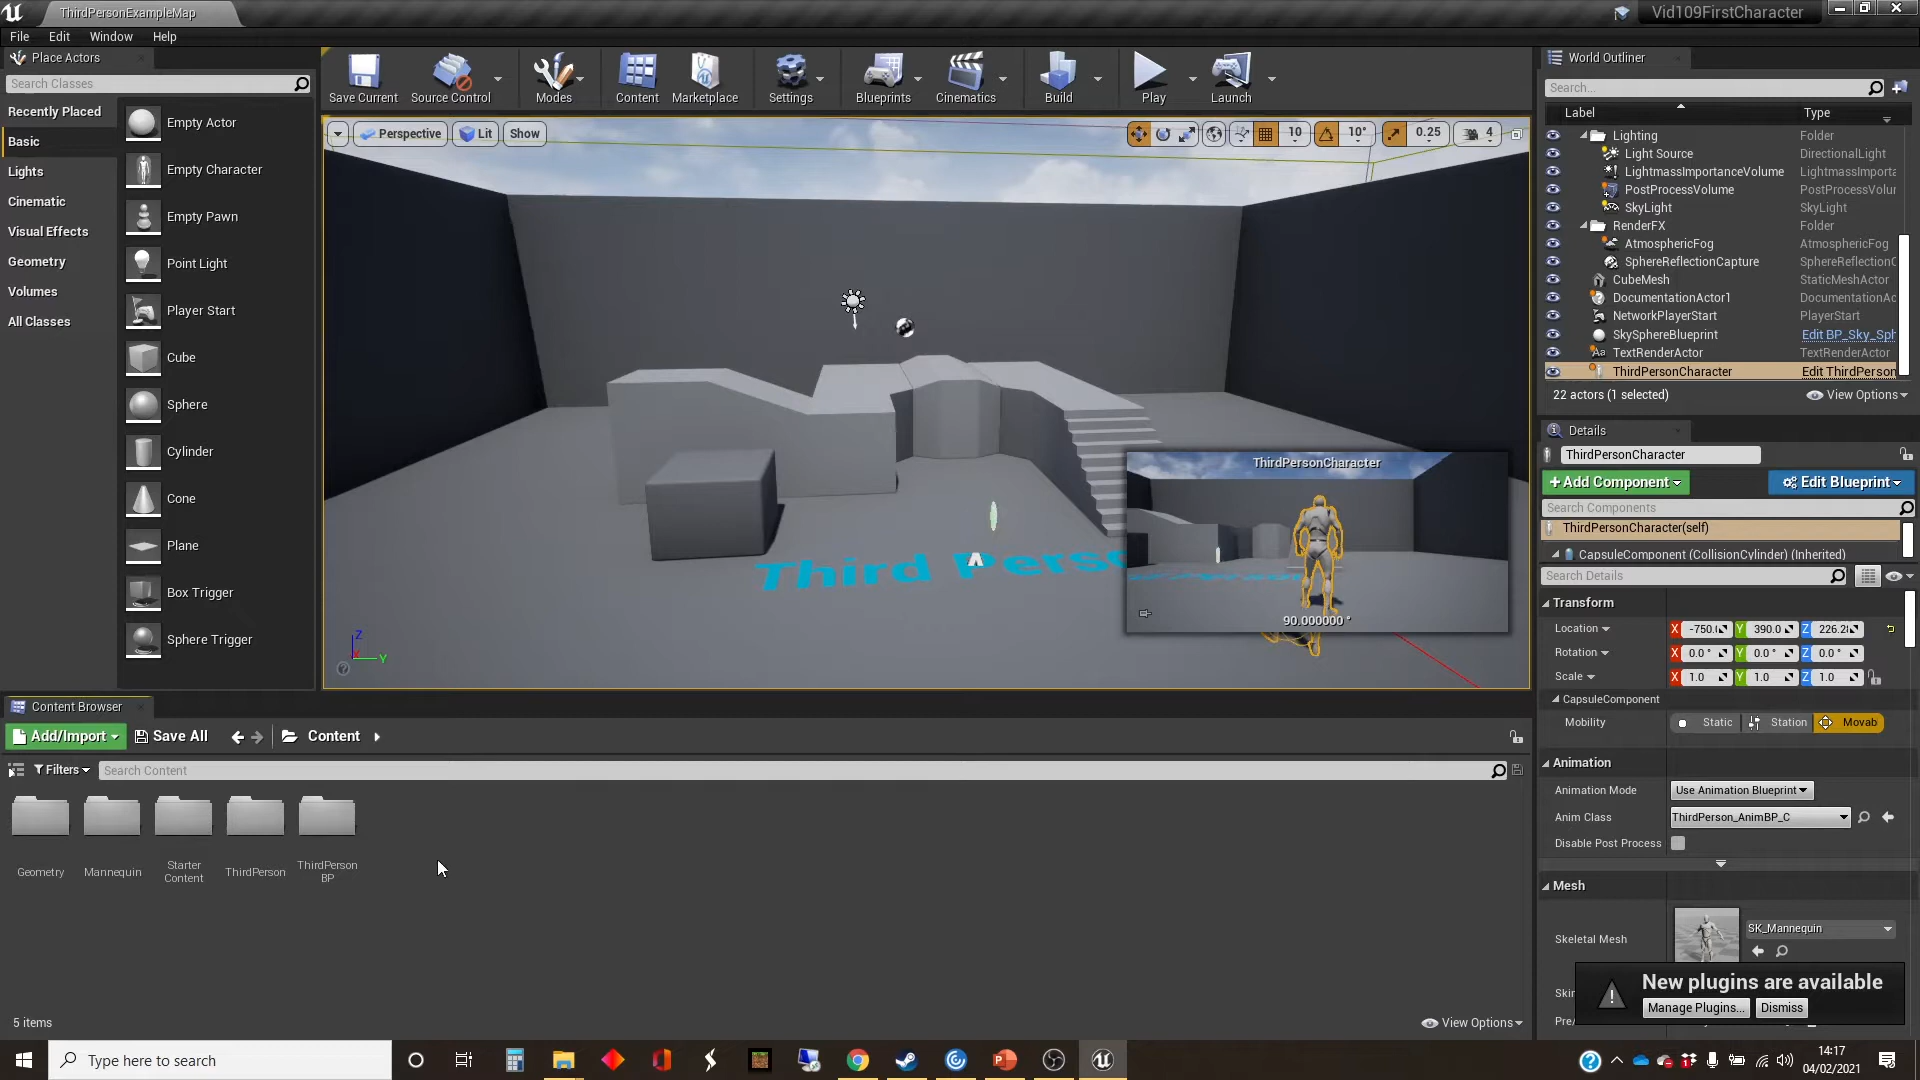 ThirdPersonExampleMap
Vid109FirstCharacter
File Edit Window Help
Place Actors
Search Classes
Recently Placed
Basic
Lights
Cinematic
Visual Effects
Geometry
Volumes
All Classes
Empty Actor
Empty Character
Empty Pawn
Point Light
Player Start
Cube
Sphere
Cylinder
Cone
Plane
Box Trigger
Sphere Trigger
Save Current
Source Control
Modes
Content
Marketplace
Settings
Blueprints
Cinematics
Build
Play
Launch
Perspective
Lit
Show
10
10°
0.25
4
Third Perso
ThirdPersonCharacter
90.000000 °
Z
X
Y
World Outliner
Search...
Label Type
Lighting Folder
Light Source DirectionalLight
LightmassImportanceVolume LightmassImporta
PostProcessVolume PostProcessVolur
SkyLight SkyLight
RenderFX Folder
AtmosphericFog AtmosphericFog
SphereReflectionCapture SphereReflectionC
CubeMesh StaticMeshActor
DocumentationActor1 DocumentationAc
NetworkPlayerStart PlayerStart
SkySphereBlueprint Edit BP_Sky_Sph
TextRenderActor TextRenderActor
ThirdPersonCharacter Edit ThirdPerson
22 actors (1 selected)
View Options
Details
ThirdPersonCharacter
+Add Component
Edit Blueprint
Search Components
ThirdPersonCharacter(self)
CapsuleComponent (CollisionCylinder) (Inherited)
Search Details
Transform
Location X -750.( Y 390.0 Z 226.2
Rotation X 0.0 ° Y 0.0 ° Z 0.0 °
Scale X 1.0 Y 1.0 Z 1.0
CapsuleComponent
Mobility Static Station Movab
Animation
Animation Mode Use Animation Blueprint
Anim Class ThirdPerson_AnimBP_C
Disable Post Process
Mesh
Skeletal Mesh SK_Mannequin
New plugins are available
Manage Plugins... Dismiss
Content Browser
Add/Import Save All Content
Filters Search Content
Geometry
Mannequin
Starter
Content
ThirdPerson
ThirdPerson
BP
5 items
View Options
Type here to search
14:17
04/02/2021